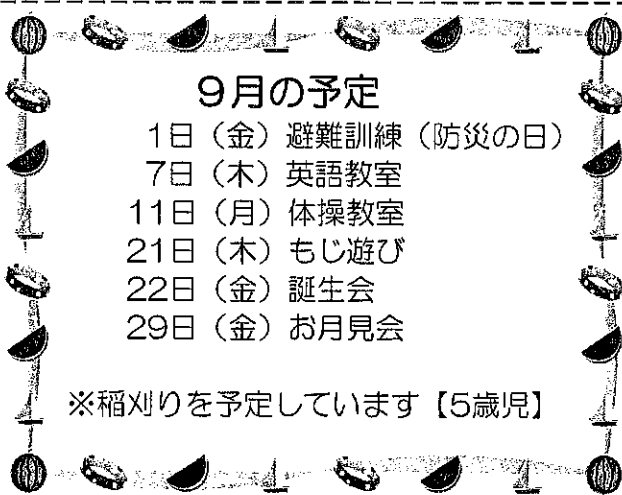 9月の予定
1日（金）避難訓練（防災の日）
7日（木）英語教室
11日（月）体操教室
21日（木）もじ遊び
22日（金）誕生会
29日（金）お月見会
※稲刈りを予定しています【5歳児】